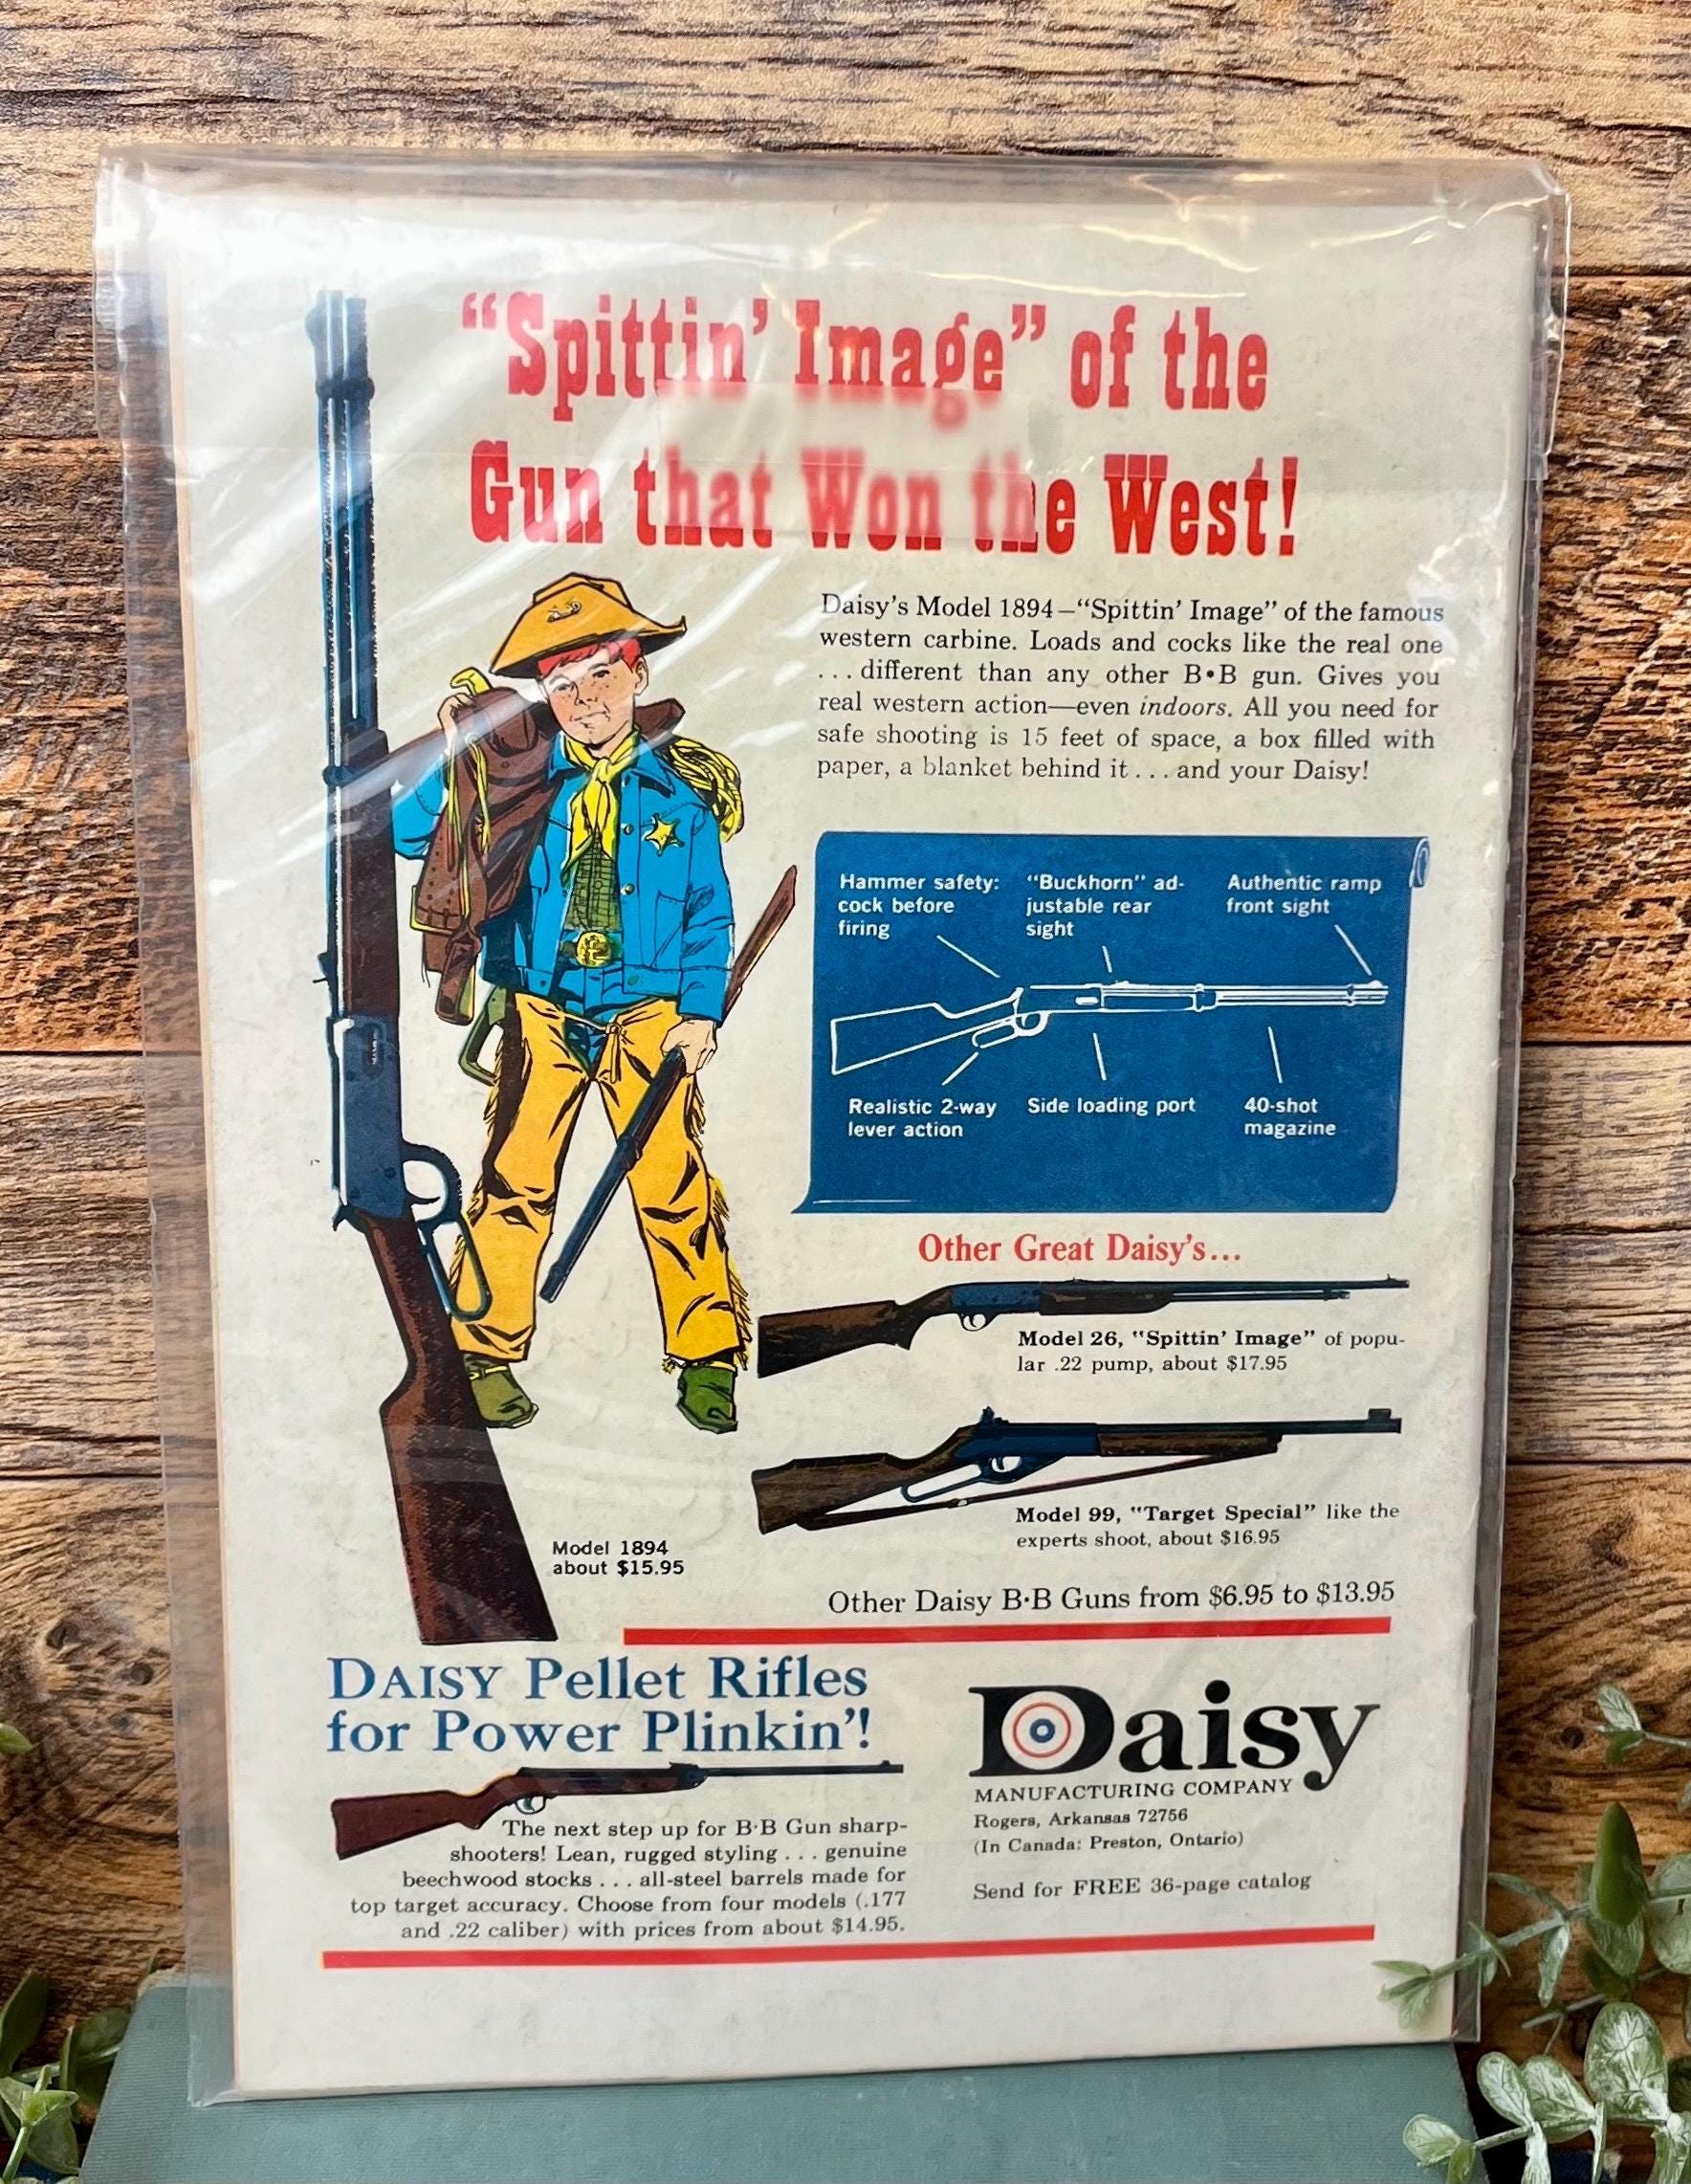 “Spittin’ Image” of the
Gun that Won the West!
Daisy’s Model 1894—“Spittin’ Image” of the famous
western carbine. Loads and cocks like the real one
... different than any other B•B gun. Gives you
real western action—even indoors. All you need for
safe shooting is 15 feet of space, a box filled with
paper, a blanket behind it ... and your Daisy!
Hammer safety:
cock before
firing
“Buckhorn” ad-
justable rear
sight
Authentic ramp
front sight
Realistic 2-way
lever action
Side loading port
40-shot
magazine
Other Great Daisy’s...
Model 26, “Spittin’ Image” of popu-
lar .22 pump, about $17.95
Model 99, “Target Special” like the
experts shoot, about $16.95
Model 1894
about $15.95
Other Daisy B·B Guns from $6.95 to $13.95
DAISY Pellet Rifles
for Power Plinkin’!
The next step up for B·B Gun sharp-
shooters! Lean, rugged styling ... genuine
beechwood stocks ... all-steel barrels made for
top target accuracy. Choose from four models (.177
and .22 caliber) with prices from about $14.95.
Daisy
MANUFACTURING COMPANY
Rogers, Arkansas 72756
(In Canada: Preston, Ontario)
Send for FREE 36-page catalog